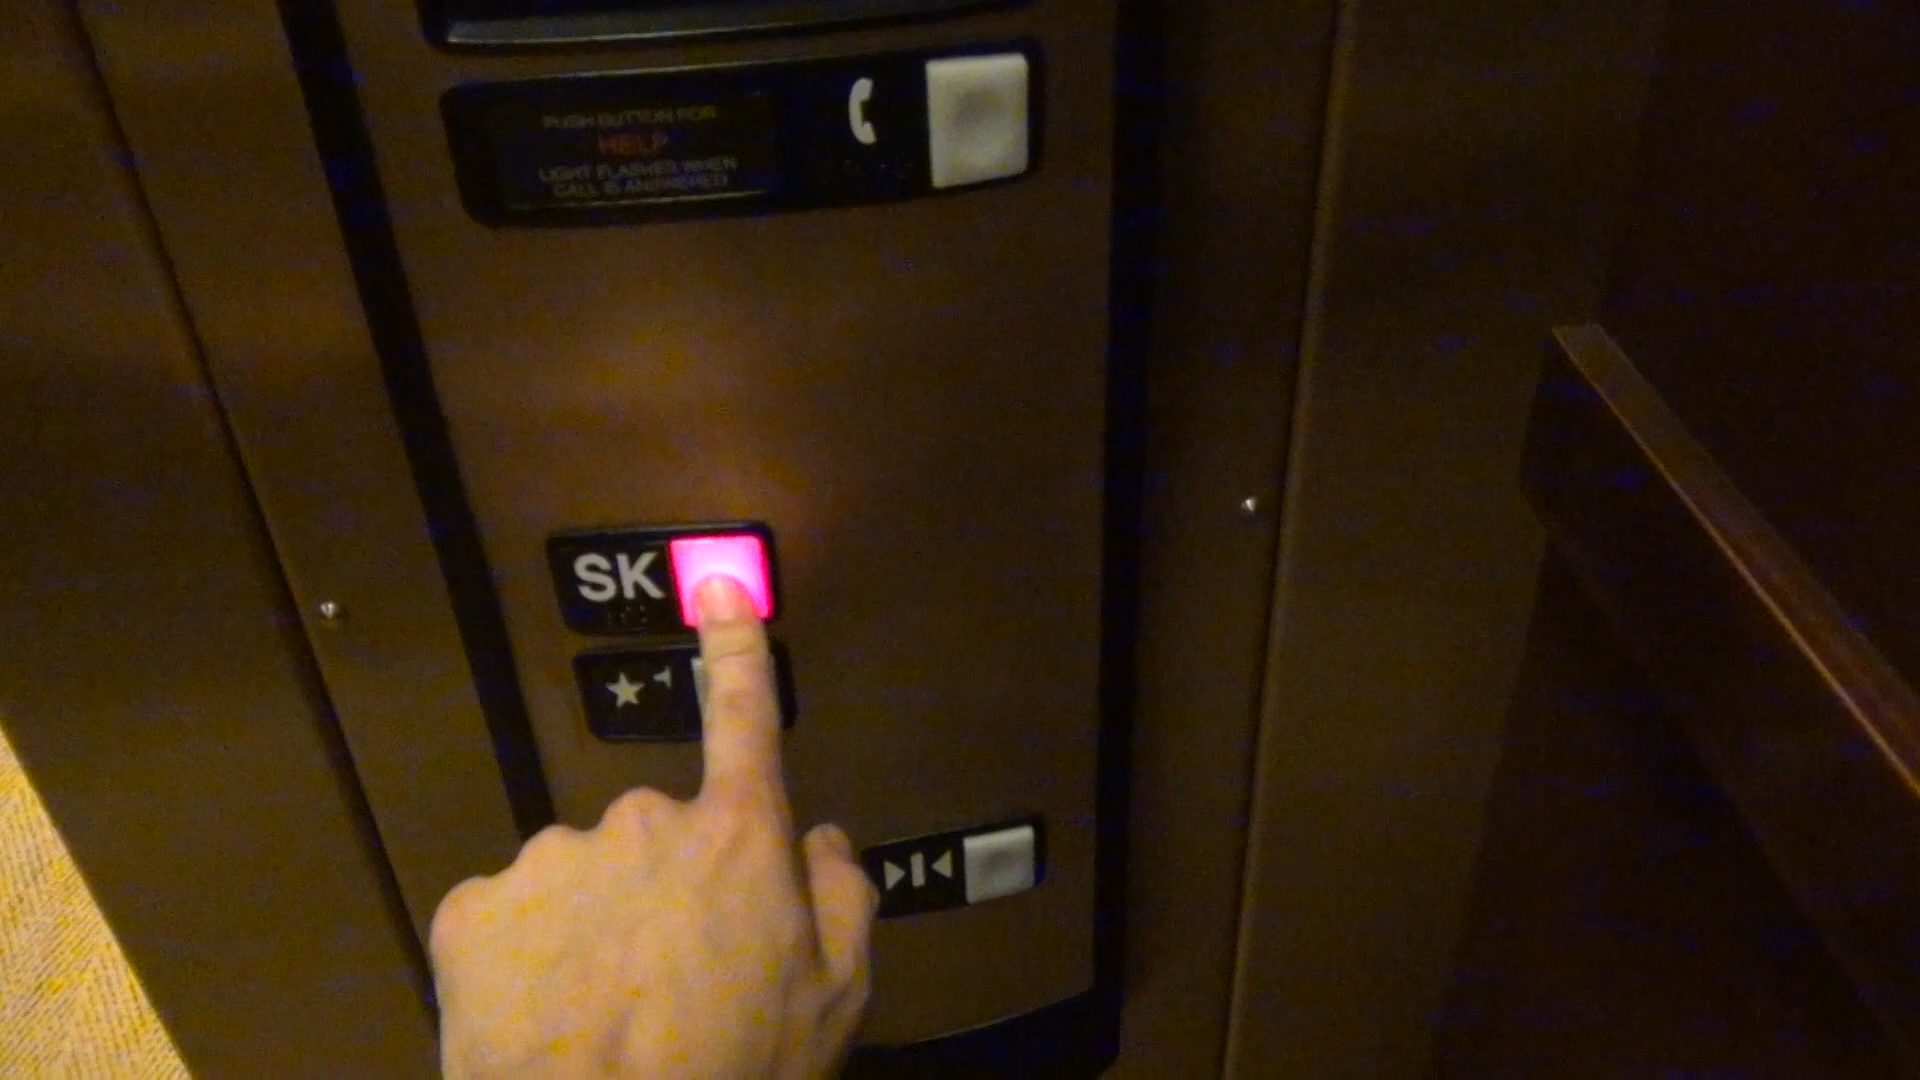 PUSH BUTTON FOR
HELP
LIGHT FLASHES WHEN
CALL IS ANSWERED
SK